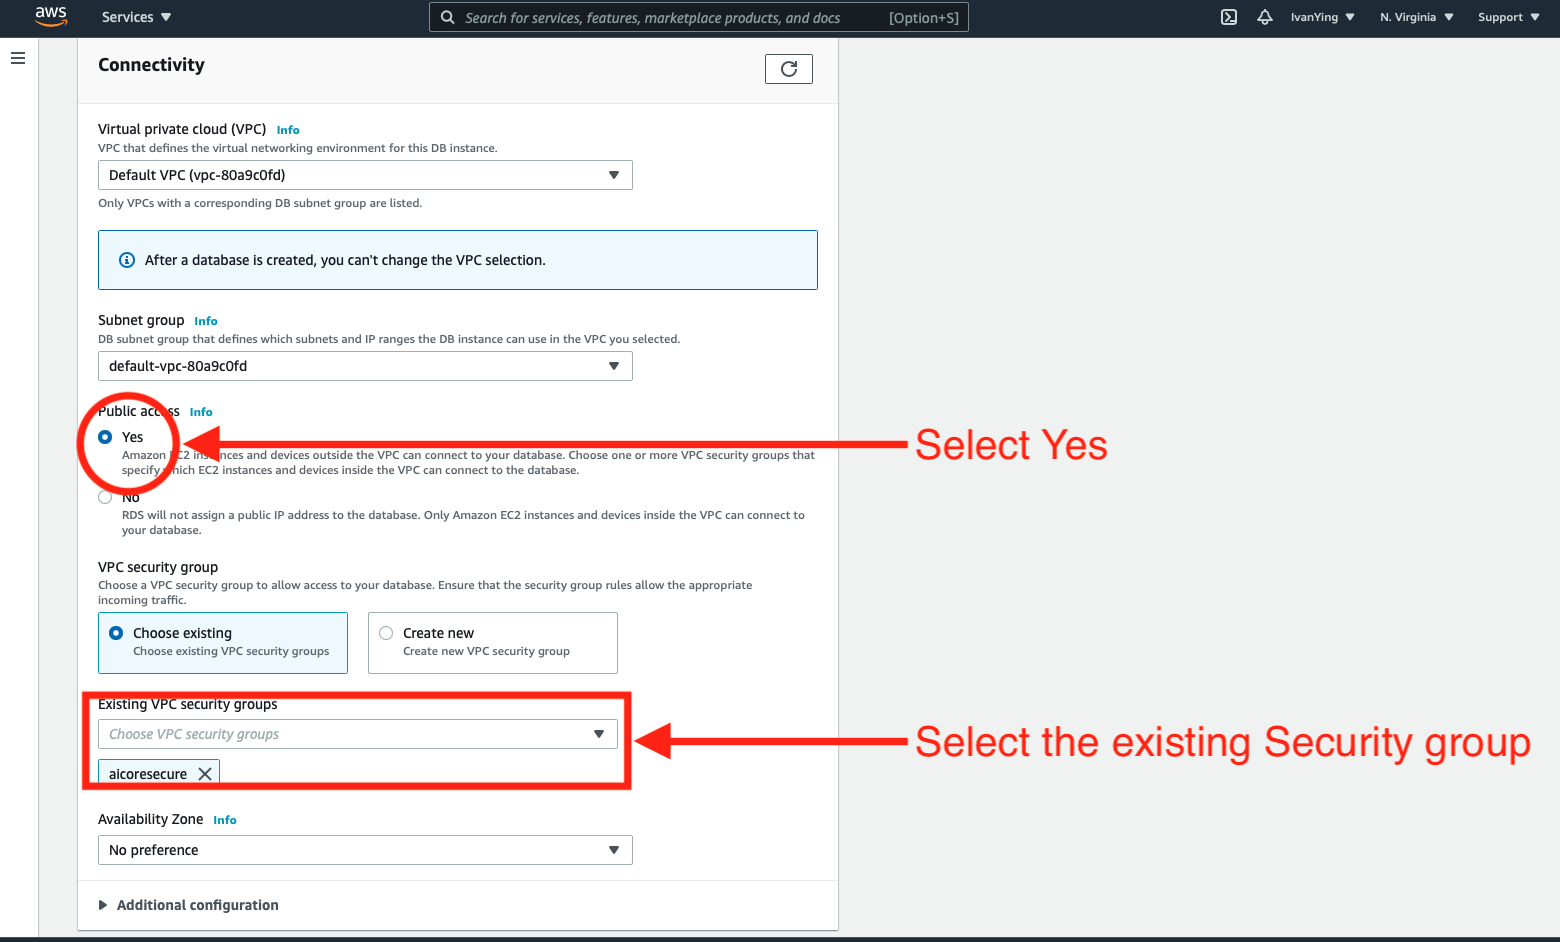 aws
Services
Search for services, features, marketplace products, and docs
[Option+S]
IvanYing
N. Virginia
Support
Connectivity
Virtual private cloud (VPC) Info
VPC that defines the virtual networking environment for this DB instance.
Default VPC (vpc-80a9c0fd)
Only VPCs with a corresponding DB subnet group are listed.
After a database is created, you can't change the VPC selection.
Subnet group Info
DB subnet group that defines which subnets and IP ranges the DB instance can use in the VPC you selected.
default-vpc-80a9c0fd
Public access Info
Yes
Select Yes
Amazon EC2 instances and devices outside the VPC can connect to your database. Choose one or more VPC security groups that
specify which EC2 instances and devices inside the VPC can connect to the database.
No
RDS will not assign a public IP address to the database. Only Amazon EC2 instances and devices inside the VPC can connect to
your database.
VPC security group
Choose a VPC security group to allow access to your database. Ensure that the security group rules allow the appropriate
incoming traffic.
Choose existing
Choose existing VPC security groups
Create new
Create new VPC security group
Existing VPC security groups
Choose VPC security groups
Select the existing Security group
aicoresecure
Availability Zone Info
No preference
Additional configuration